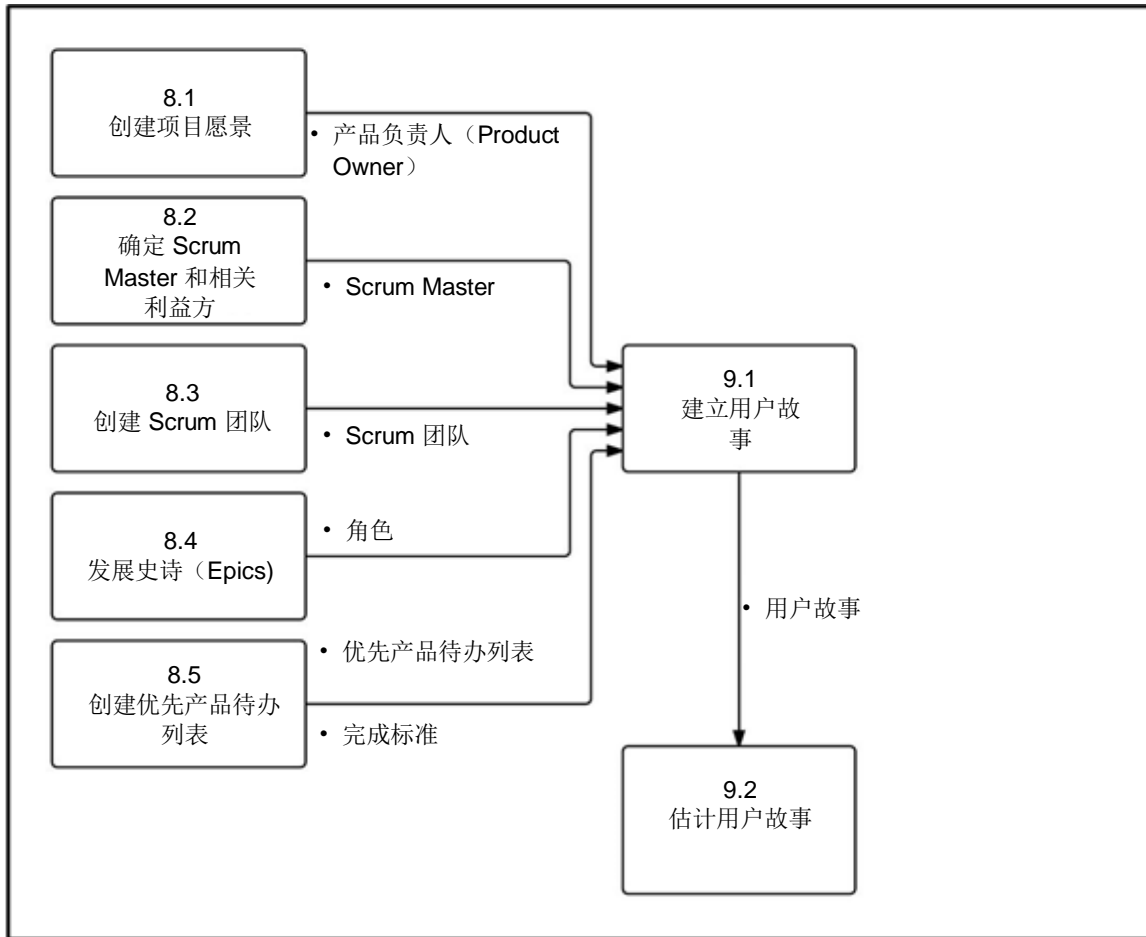 8.1
创建项目愿景
• 产品负责人（Product
Owner）
8.2
确定 Scrum
Master 和相关
利益方
• Scrum Master
8.3
创建 Scrum 团队
• Scrum 团队
9.1
建立用户故
事
8.4
发展史诗（Epics)
• 角色
8.5
创建优先产品待办
列表
• 优先产品待办列表
• 完成标准
• 用户故事
9.2
估计用户故事